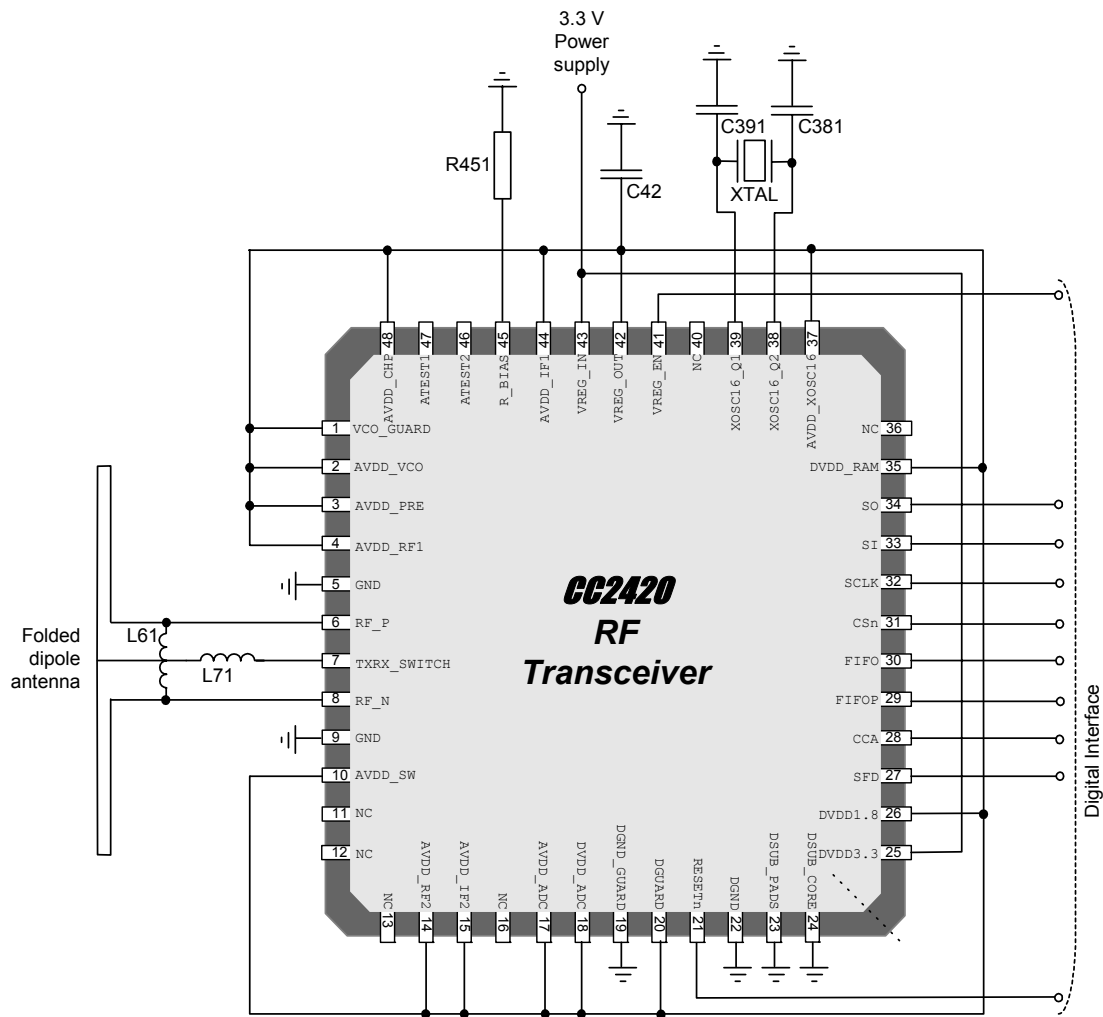 3.3 V
Power
supply
C391
C381
R451
C42
XTAL
48
47
46
45
44
43
42
41
40
39
38
37
AVDD_CHP
ATEST1
ATEST2
R_BIAS
AVDD_IF1
VREG_IN
VREG_OUT
VREG_EN
NC
XOSC16_Q1
XOSC16_Q2
AVDD_XOSC16
1 VCO_GUARD
2 AVDD_VCO
3 AVDD_PRE
4 AVDD_RF1
5 GND
6 RF_P
7 TXRX_SWITCH
8 RF_N
9 GND
10 AVDD_SW
11 NC
12 NC
Folded
dipole
antenna
L61
L71
CC2420
RF
Transceiver
NC 36
DVDD_RAM 35
SO 34
SI 33
SCLK 32
CSn 31
FIFO 30
FIFOP 29
CCA 28
SFD 27
DVDD1.8 26
DVDD3.3 25
Digital Interface
NC
AVDD_RF2
AVDD_IF2
NC
AVDD_ADC
DVDD_ADC
DGND_GUARD
DGUARD
RESETn
DGND
DSUB_PADS
DSUB_CORE
13
14
15
16
17
18
19
20
21
22
23
24